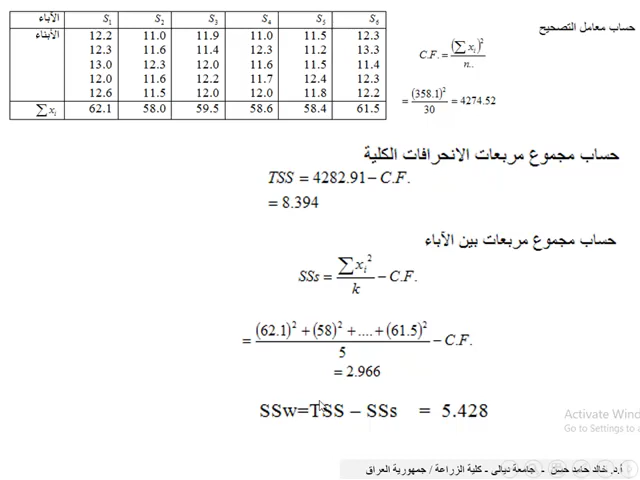 الآباء S₁ S₂ S₃ S₄ S₅ S₆
الأبناء 12.2 11.0 11.9 11.0 11.5 12.3
12.3 11.6 11.4 12.3 11.2 13.3
13.0 12.3 12.0 11.6 11.5 11.4
12.0 11.6 12.2 11.7 12.4 12.3
12.6 11.5 12.0 12.0 11.8 12.2
∑xᵢ 62.1 58.0 59.5 58.6 58.4 61.5
حساب معامل التصحيح
C.F. = (∑xᵢ)² / n..
= (358.1)² / 30 = 4274.52
حساب مجموع مربعات الانحرافات الكلية
TSS = 4282.91 − C.F.
= 8.394
حساب مجموع مربعات بين الآباء
SSs = ∑xᵢ² / k − C.F.
= (62.1)² + (58)² + .... + (61.5)² / 5 − C.F.
= 2.966
SSw=TSS – SSs = 5.428
Activate Wind
Go to Settings to a
أ.د. خالد حامد حسن - جامعة ديالى - كلية الزراعة / جمهورية العراق